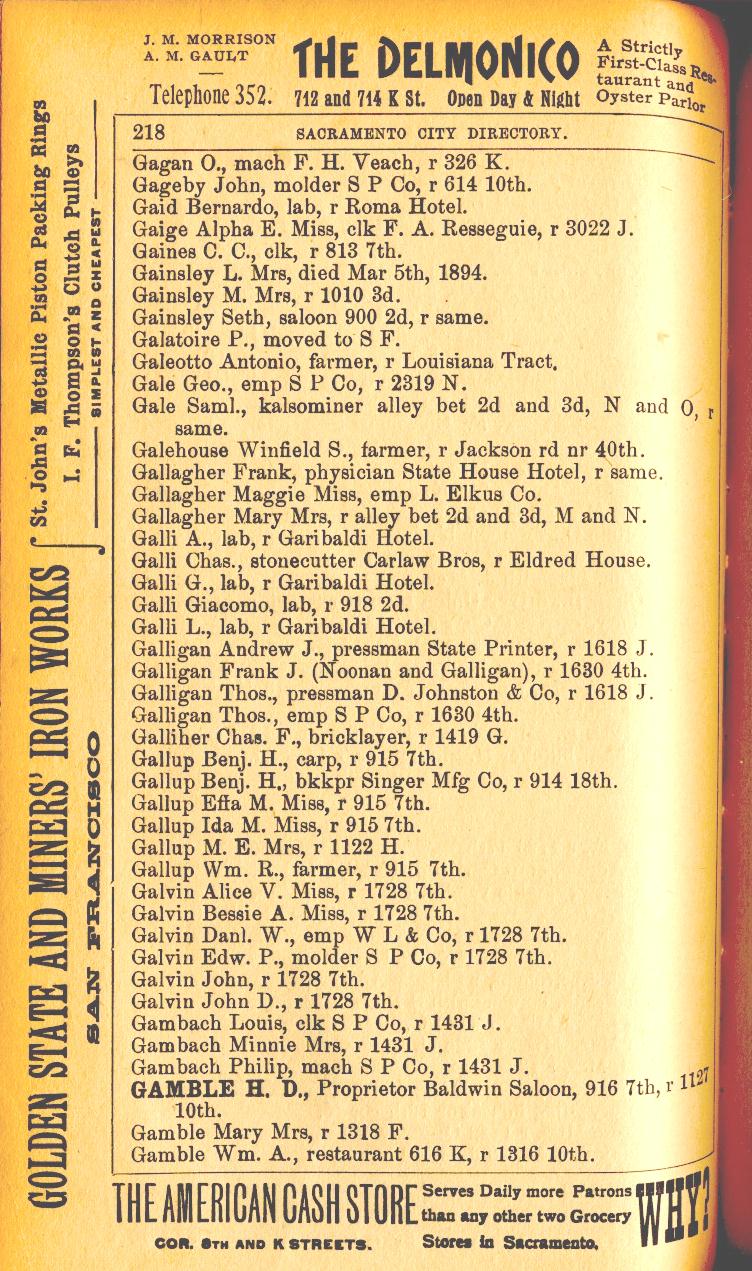 J. M. MORRISON
A. M. GAULT
Telephone 352.
THE DELMONICO
712 and 714 K St. Open Day & Night
A Strictly
First-Class Res-
taurant and
Oyster Parlor
218 SACRAMENTO CITY DIRECTORY.
Gagan O., mach F. H. Veach, r 326 K.
Gageby John, molder S P Co, r 614 10th.
Gaid Bernardo, lab, r Roma Hotel.
Gaige Alpha E. Miss, clk F. A. Resseguie, r 3022 J.
Gaines C. C., clk, r 813 7th.
Gainsley L. Mrs, died Mar 5th, 1894.
Gainsley M. Mrs, r 1010 3d.
Gainsley Seth, saloon 900 2d, r same.
Galatoire P., moved to S F.
Galeotto Antonio, farmer, r Louisiana Tract.
Gale Geo., emp S P Co, r 2319 N.
Gale Saml., kalsominer alley bet 2d and 3d, N and O, r
same.
Galehouse Winfield S., farmer, r Jackson rd nr 40th.
Gallagher Frank, physician State House Hotel, r same.
Gallagher Maggie Miss, emp L. Elkus Co.
Gallagher Mary Mrs, r alley bet 2d and 3d, M and N.
Galli A., lab, r Garibaldi Hotel.
Galli Chas., stonecutter Carlaw Bros, r Eldred House.
Galli G., lab, r Garibaldi Hotel.
Galli Giacomo, lab, r 918 2d.
Galli L., lab, r Garibaldi Hotel.
Galligan Andrew J., pressman State Printer, r 1618 J.
Galligan Frank J. (Noonan and Galligan), r 1630 4th.
Galligan Thos., pressman D. Johnston & Co, r 1618 J.
Galligan Thos., emp S P Co, r 1630 4th.
Galliher Chas. F., bricklayer, r 1419 G.
Gallup Benj. H., carp, r 915 7th.
Gallup Benj. H., bkkpr Singer Mfg Co, r 914 18th.
Gallup Effa M. Miss, r 915 7th.
Gallup Ida M. Miss, r 915 7th.
Gallup M. E. Mrs, r 1122 H.
Gallup Wm. R., farmer, r 915 7th.
Galvin Alice V. Miss, r 1728 7th.
Galvin Bessie A. Miss, r 1728 7th.
Galvin Danl. W., emp W L & Co, r 1728 7th.
Galvin Edw. P., molder S P Co, r 1728 7th.
Galvin John, r 1728 7th.
Galvin John D., r 1728 7th.
Gambach Louis, clk S P Co, r 1431 J.
Gambach Minnie Mrs, r 1431 J.
Gambach Philip, mach S P Co, r 1431 J.
GAMBLE H. D., Proprietor Baldwin Saloon, 916 7th, r 1127
10th.
Gamble Mary Mrs, r 1318 F.
Gamble Wm. A., restaurant 616 K, r 1316 10th.
GOLDEN STATE AND MINERS' IRON WORKS
SAN FRANCISCO
St. John's Metallic Piston Packing Rings
I. F. Thompson's Clutch Pulleys
SIMPLEST AND CHEAPEST
THE AMERICAN CASH STORE
COR. 8TH AND K STREETS.
Serves Daily more Patrons
than any other two Grocery
Stores in Sacramento.
WHY?